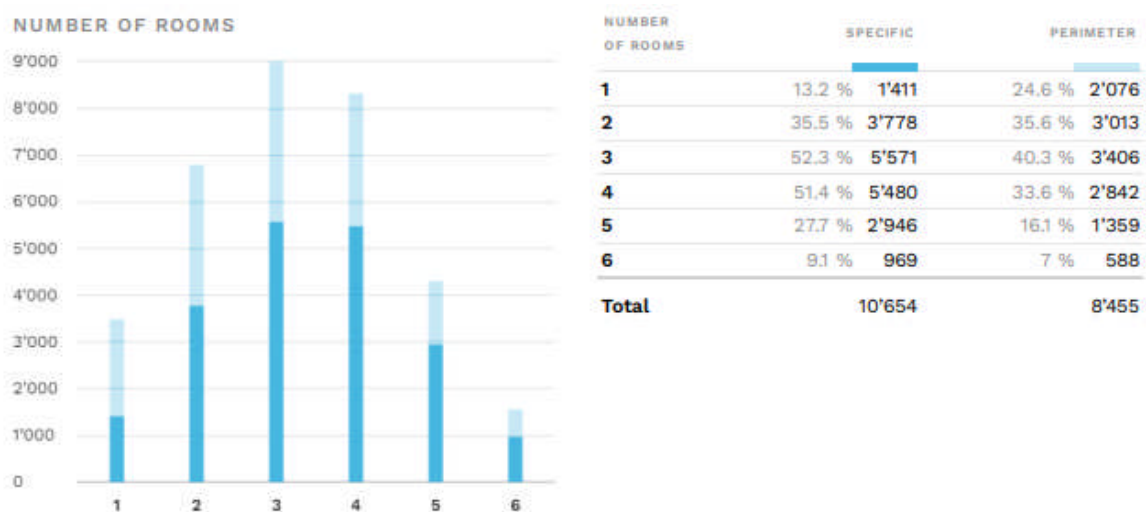 NUMBER OF ROOMS
9'000
8'000
7'000
6'000
5'000
4'000
3'000
2'000
1'000
0
1 2 3 4 5 6
NUMBER
OF ROOMS SPECIFIC PERIMETER
1 13.2 % 1'411 24.6 % 2'076
2 35.5 % 3'778 35.6 % 3'013
3 52.3 % 5'571 40.3 % 3'406
4 51.4 % 5'480 33.6 % 2'842
5 27.7 % 2'946 16.1 % 1'359
6 9.1 % 969 7 % 588
Total 10'654 8'455